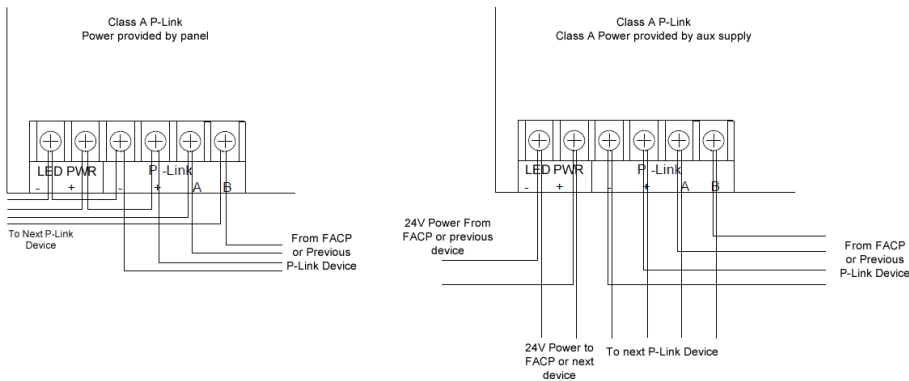 Class A P-Link
Power provided by panel
LED PWR P -Link
- + - + A B
To Next P-Link
Device
From FACP
or Previous
P-Link Device
Class A P-Link
Class A Power provided by aux supply
LED PWR P -Link
- + - + A B
24V Power From
FACP or previous
device
From FACP
or Previous
P-Link Device
24V Power to
FACP or next
device
To next P-Link Device